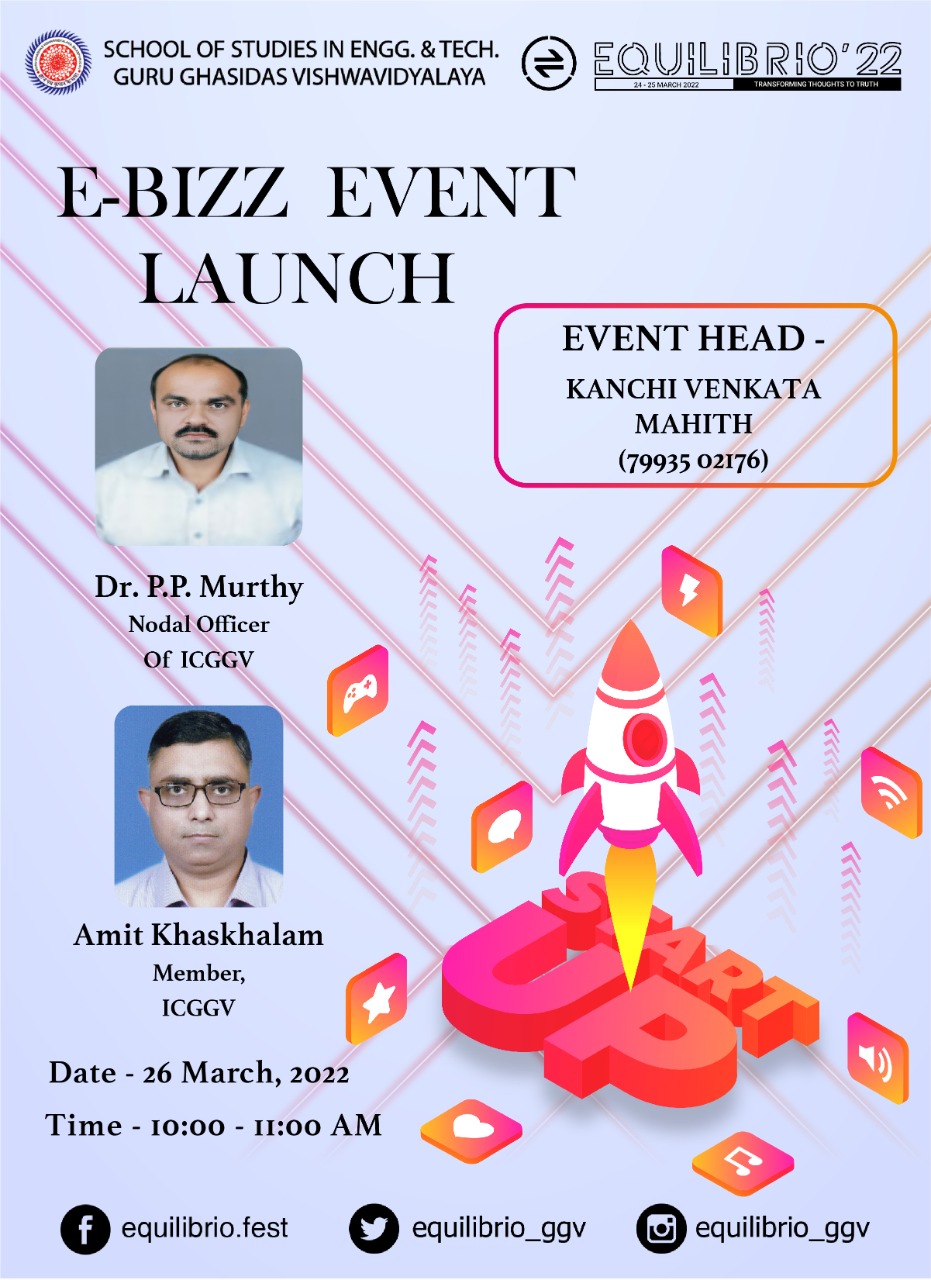 SCHOOL OF STUDIES IN ENGG. & TECH.
GURU GHASIDAS VISHWAVIDYALAYA
EQUILIBRIO'22
24 - 25 MARCH 2022
TRANSFORMING THOUGHTS TO TRUTH
E-BIZZ EVENT
LAUNCH
EVENT HEAD -
KANCHI VENKATA
MAHITH
(79935 02176)
Dr. P.P. Murthy
Nodal Officer
Of ICGGV
Amit Khaskhalam
Member,
ICGGV
START
UP
Date - 26 March, 2022
Time - 10:00 - 11:00 AM
equilibrio.fest
equilibrio_ggv
equilibrio_ggv